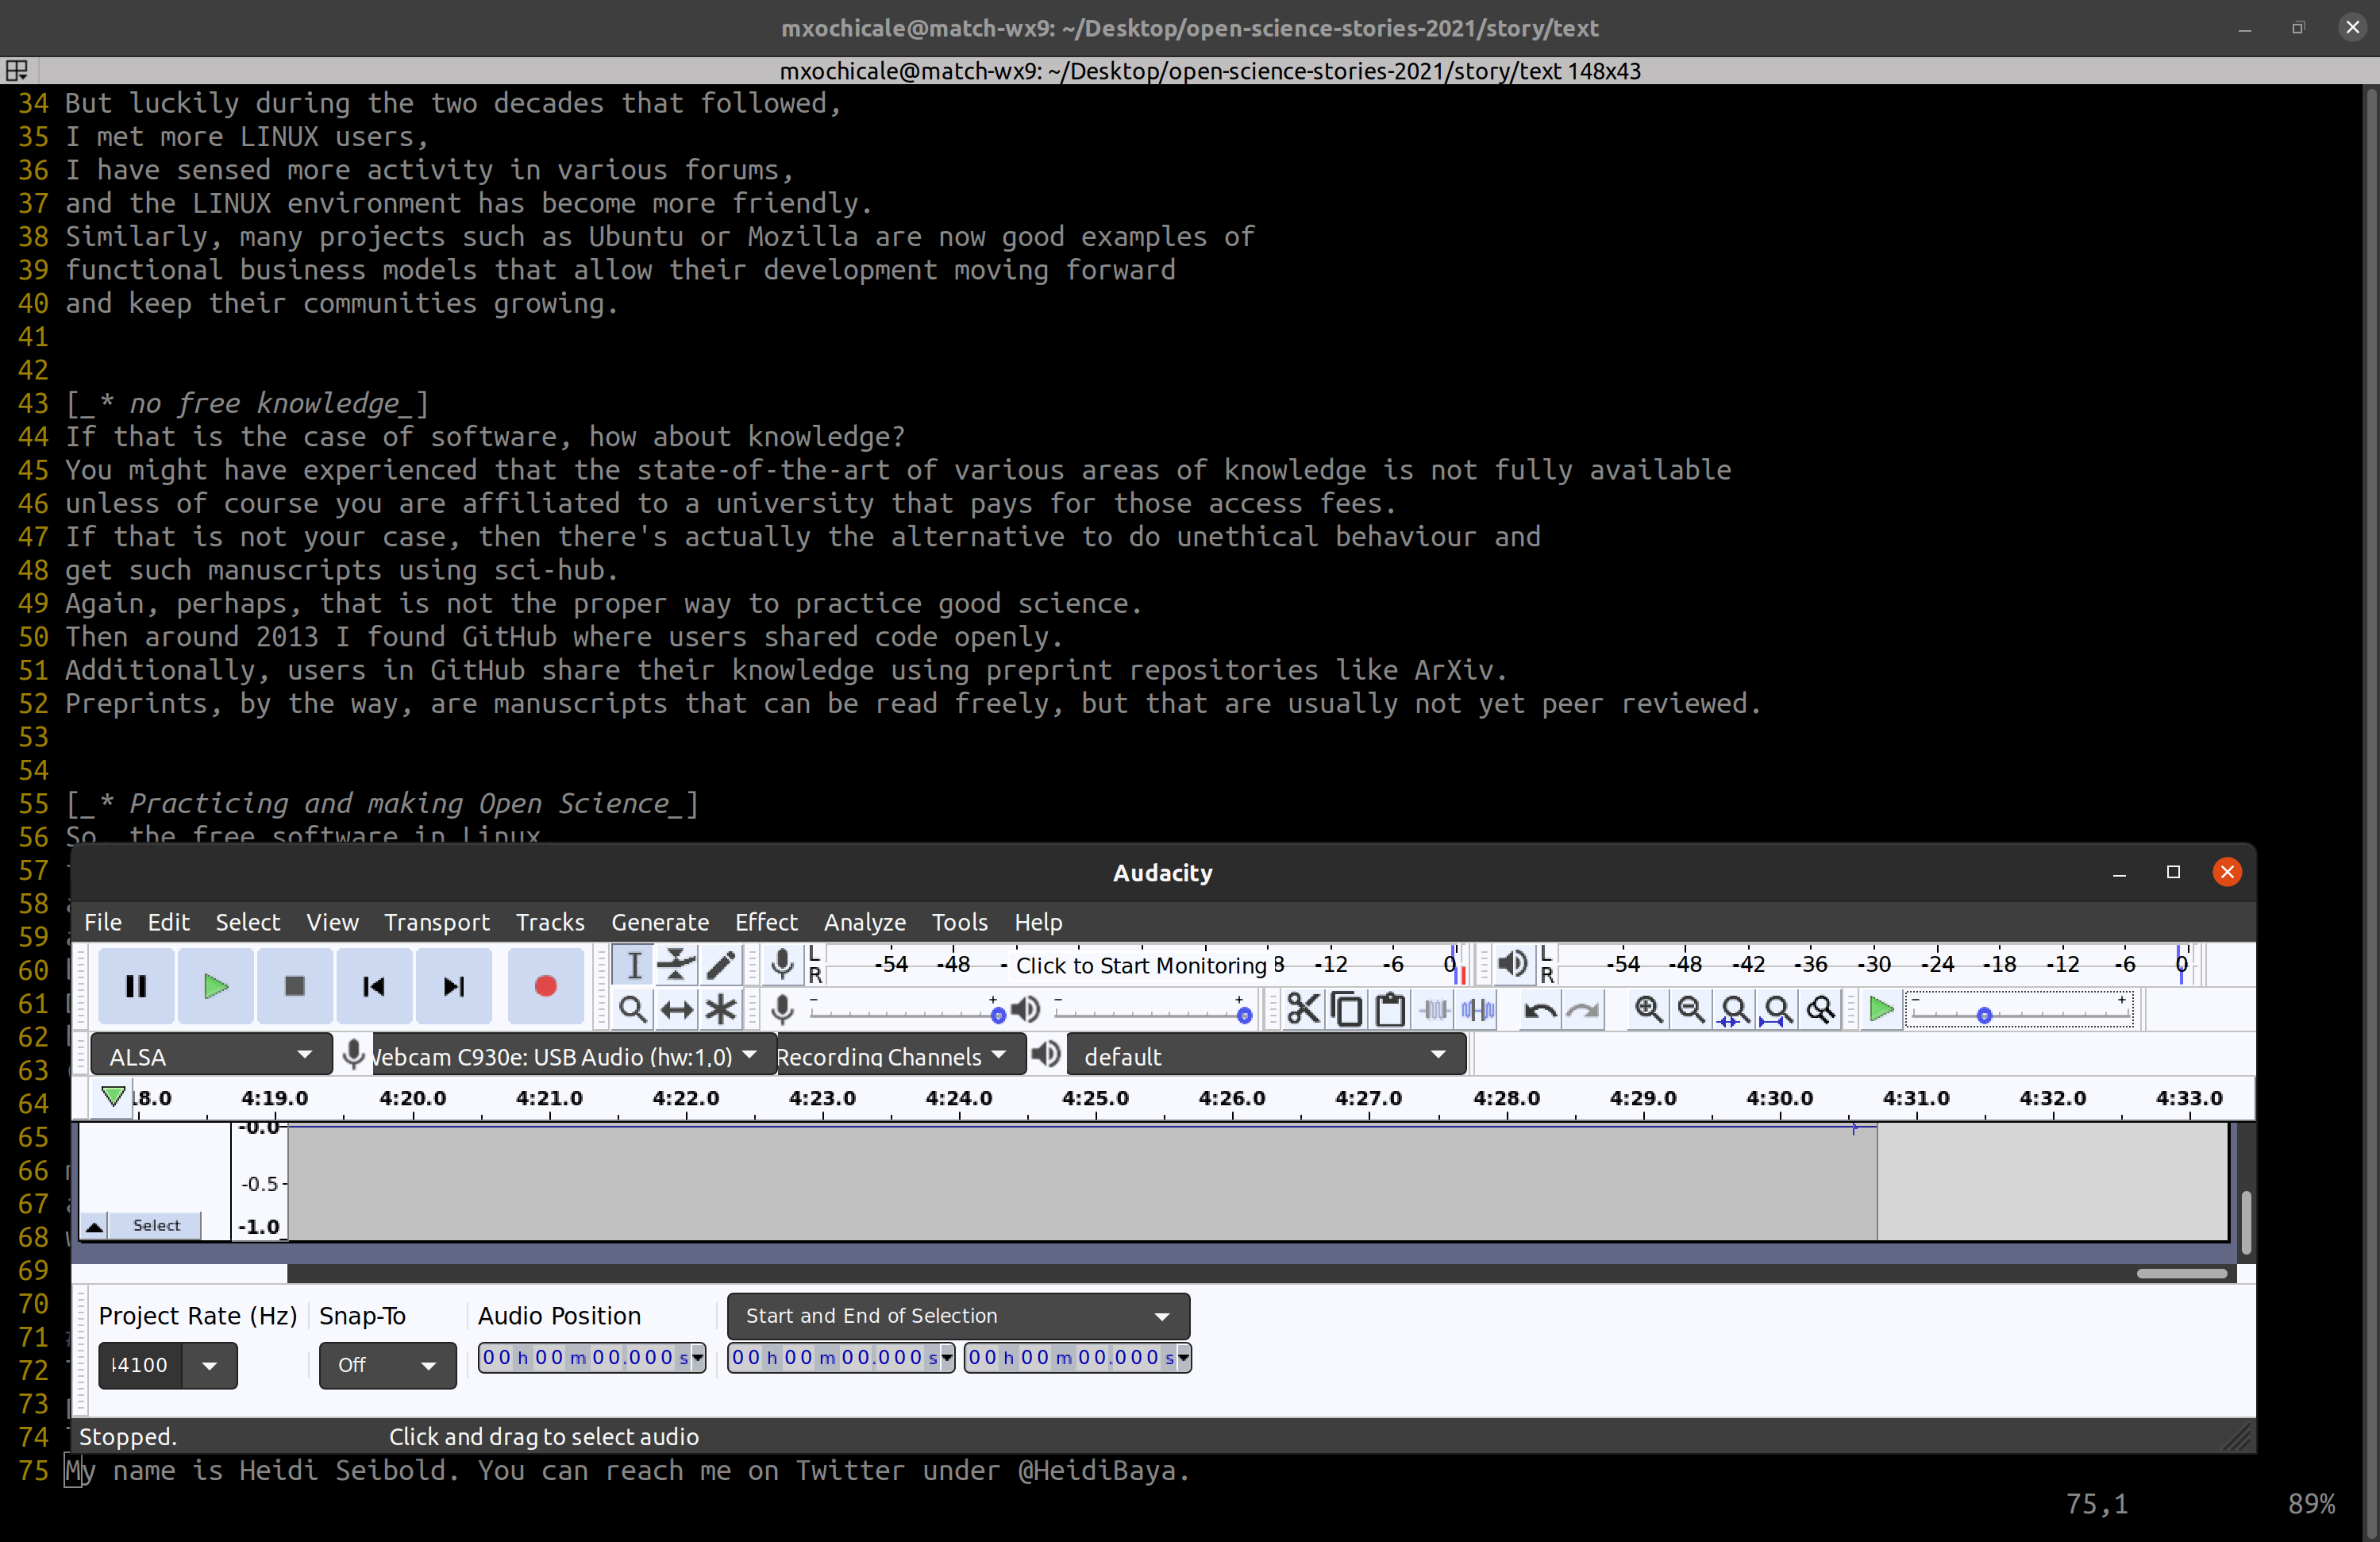 mxochicale@match-wx9: ~/Desktop/open-science-stories-2021/story/text
mxochicale@match-wx9: ~/Desktop/open-science-stories-2021/story/text 148x43
34 But luckily during the two decades that followed,
35 I met more LINUX users,
36 I have sensed more activity in various forums,
37 and the LINUX environment has become more friendly.
38 Similarly, many projects such as Ubuntu or Mozilla are now good examples of
39 functional business models that allow their development moving forward
40 and keep their communities growing.
41
42
43 [_* no free knowledge_]
44 If that is the case of software, how about knowledge?
45 You might have experienced that the state-of-the-art of various areas of knowledge is not fully available
46 unless of course you are affiliated to a university that pays for those access fees.
47 If that is not your case, then there's actually the alternative to do unethical behaviour and
48 get such manuscripts using sci-hub.
49 Again, perhaps, that is not the proper way to practice good science.
50 Then around 2013 I found GitHub where users shared code openly.
51 Additionally, users in GitHub share their knowledge using preprint repositories like ArXiv.
52 Preprints, by the way, are manuscripts that can be read freely, but that are usually not yet peer reviewed.
53
54
55 [_* Practicing and making Open Science_]
56 So, the free software in Linux,
57
Audacity
58
File Edit Select View Transport Tracks Generate Effect Analyze Tools Help
59
60
L R -54 -48 - Click to Start Monitoring 8 -12 -6 0 L R -54 -48 -42 -36 -30 -24 -18 -12 -6 0
61
- + - + - +
62
63
ALSA Webcam C930e: USB Audio (hw:1,0) Recording Channels default
64
18.0 4:19.0 4:20.0 4:21.0 4:22.0 4:23.0 4:24.0 4:25.0 4:26.0 4:27.0 4:28.0 4:29.0 4:30.0 4:31.0 4:32.0 4:33.0
65
-0.0
66
-0.5
67
68
Select -1.0
69
70
Project Rate (Hz) Snap-To Audio Position Start and End of Selection
71
72
44100 Off 00 h 00 m 00.000 s 00 h 00 m 00.000 s 00 h 00 m 00.000 s
73
74
Stopped. Click and drag to select audio
75 My name is Heidi Seibold. You can reach me on Twitter under @HeidiBaya.
75,1 89%